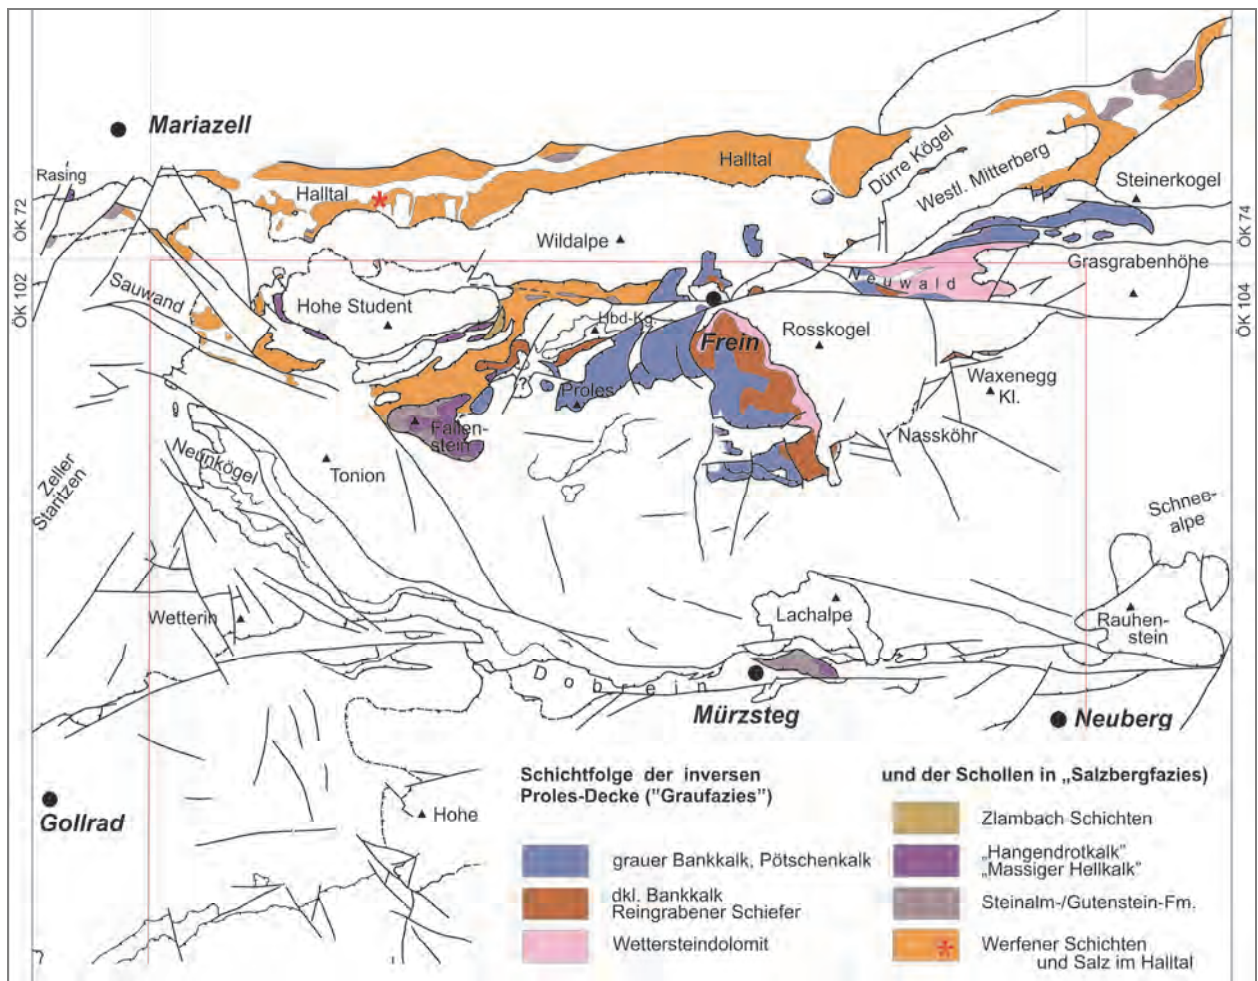 Mariazell
Rasing
Halltal
Halltal
*
Dürre Kögel
Westl. Mitterberg
Steinerkogel
ÖK 72
ÖK 74
Wildalpe
Grasgrabenhöhe
Neuwald
ÖK 102
ÖK 104
Sauwand
Hohe Student
Hbd-Kg.
Frein
Rosskogel
Waxenegg
Kl.
Proles
Fallen-
stein
Nassköhr
?
Neunkögel
Tonion
Zeller
Staritzen
Schnee-
alpe
Wetterin
Lachalpe
Rauhen-
stein
Dobrein
Mürzsteg
Neuberg
Gollrad
Hohe
?
Schichtfolge der inversen
Proles-Decke ("Graufazies")
grauer Bankkalk, Pötschenkalk
dkl. Bankkalk
Reingrabener Schiefer
Wettersteindolomit
und der Schollen in „Salzbergfazies)
Zlambach Schichten
„Hangendrotkalk"
„Massiger Hellkalk"
Steinalm-/Gutenstein-Fm.
* Werfener Schichten
und Salz im Halltal